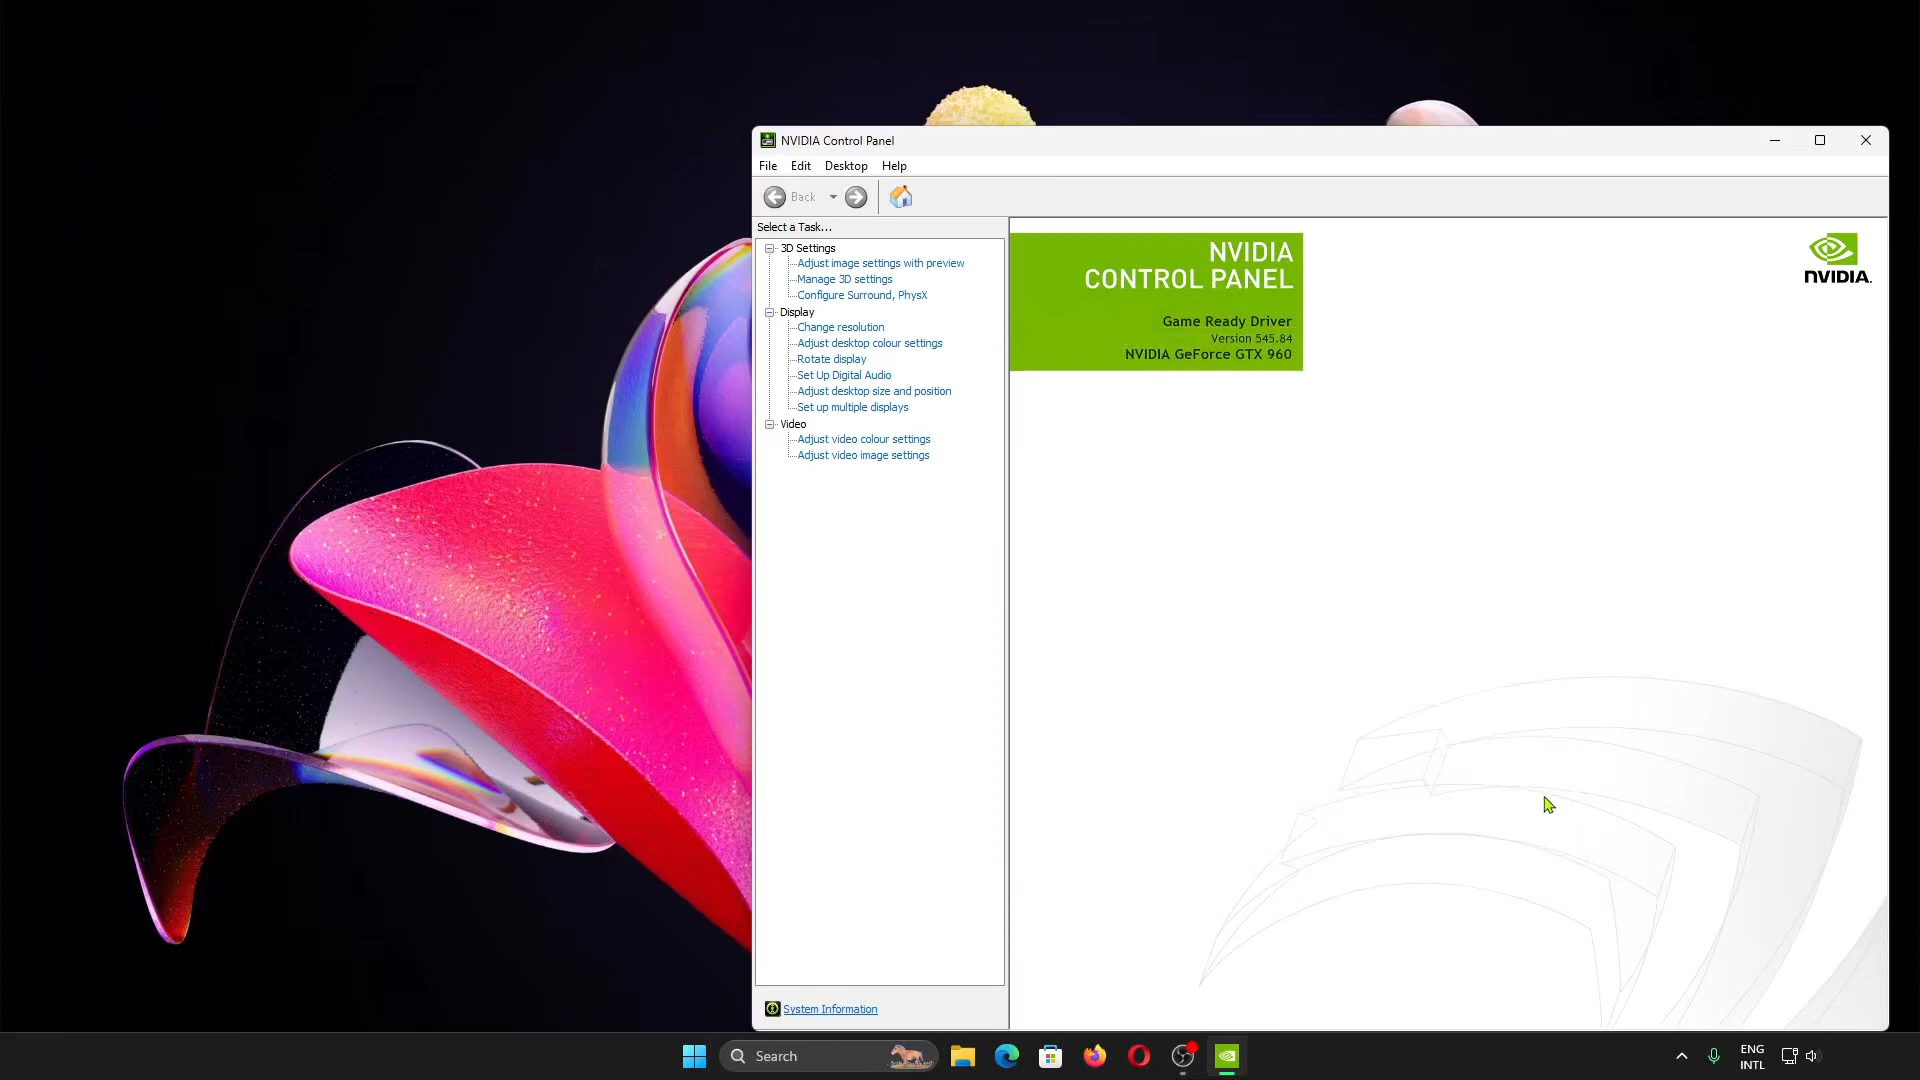 NVIDIA Control Panel
File Edit Desktop Help
Back
Select a Task...
3D Settings
Adjust image settings with preview
Manage 3D settings
Configure Surround, PhysX
Display
Change resolution
Adjust desktop colour settings
Rotate display
Set Up Digital Audio
Adjust desktop size and position
Set up multiple displays
Video
Adjust video colour settings
Adjust video image settings
System Information
NVIDIA
CONTROL PANEL
Game Ready Driver
Version 545.84
NVIDIA GeForce GTX 960
NVIDIA.
Search
ENG
INTL